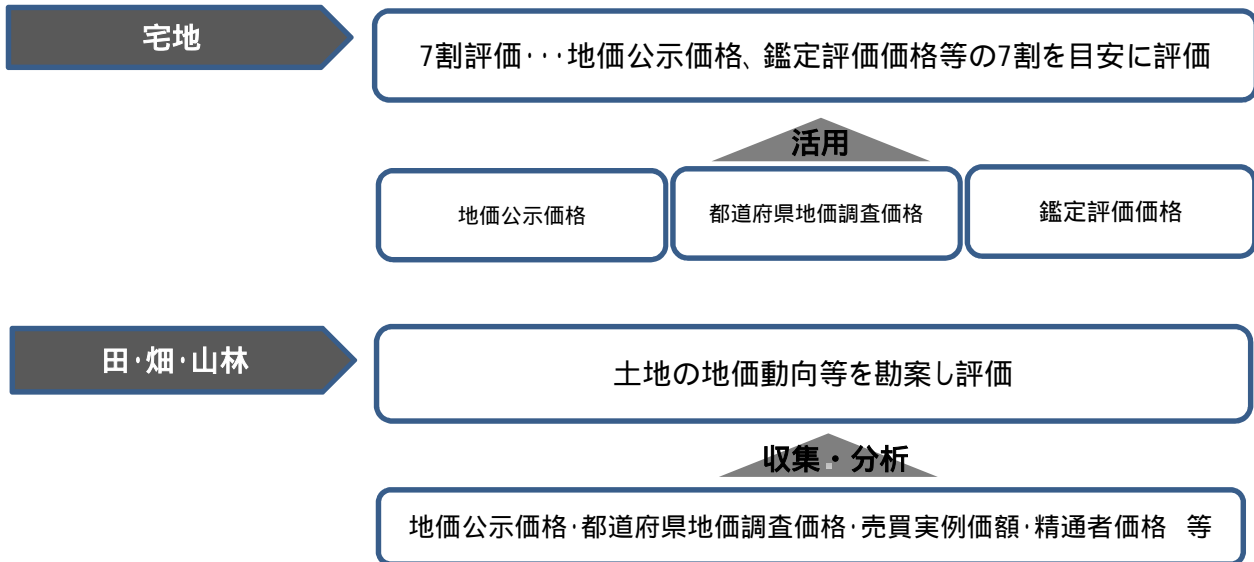 宅地
7割評価･･･地価公示価格、鑑定評価価格等の7割を目安に評価
活用
地価公示価格
都道府県地価調査価格
鑑定評価価格
田･畑･山林
土地の地価動向等を勘案し評価
収集・分析
地価公示価格･都道府県地価調査価格･売買実例価額･精通者価格　等